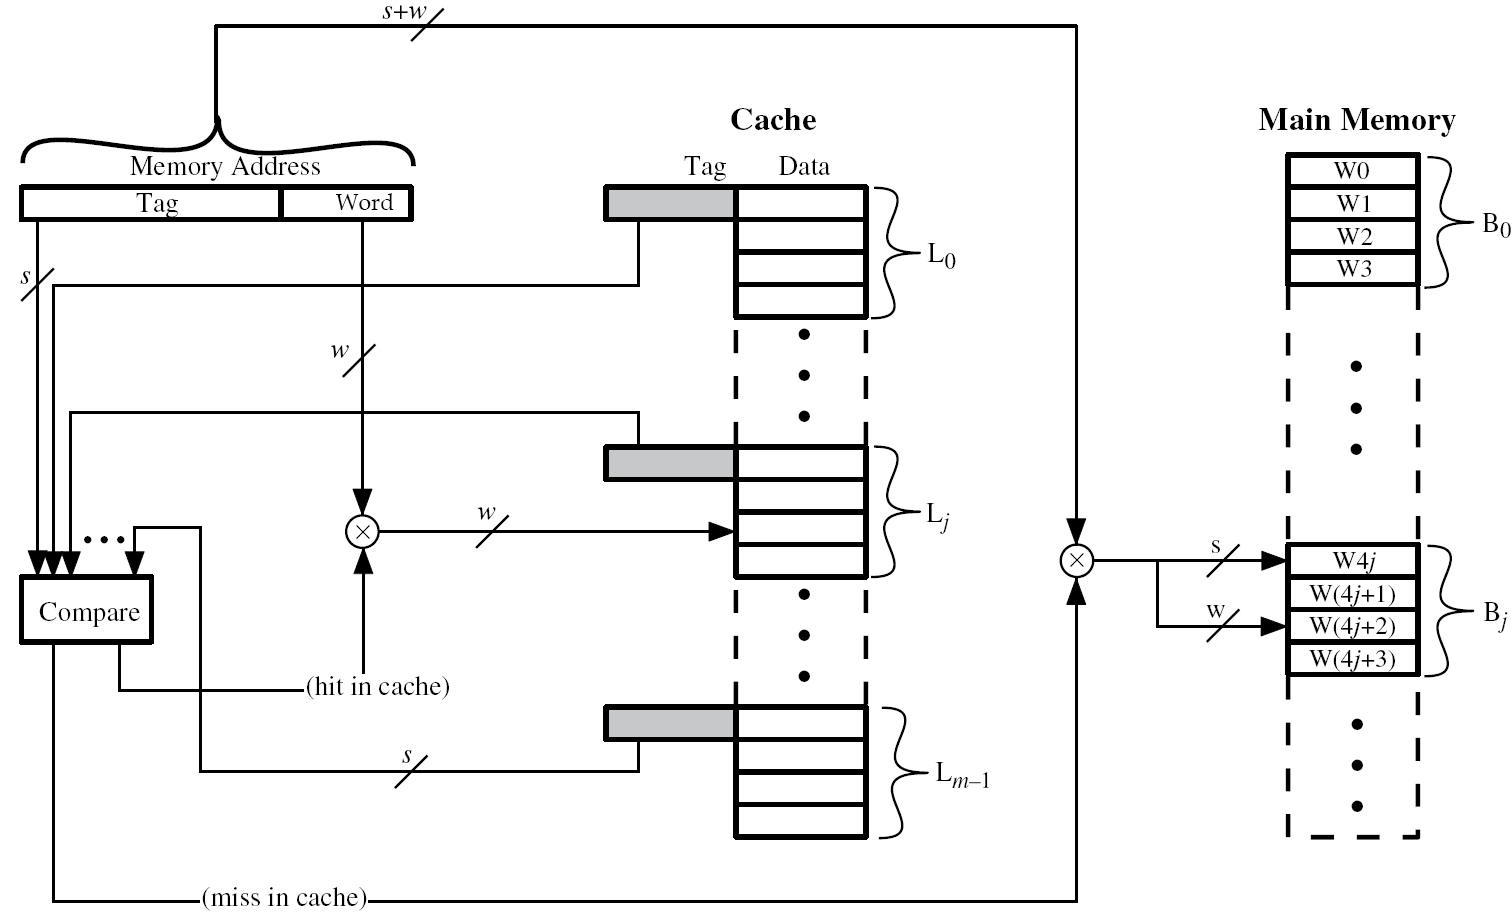 s+w
Cache
Main Memory
Memory Address
Tag Data
Tag Word
W0
W1
W2
W3
B0
L0
s
w
w
Lj
s
w
W4j
W(4j+1)
W(4j+2)
W(4j+3)
Bj
Compare
(hit in cache)
s
Lm–1
(miss in cache)